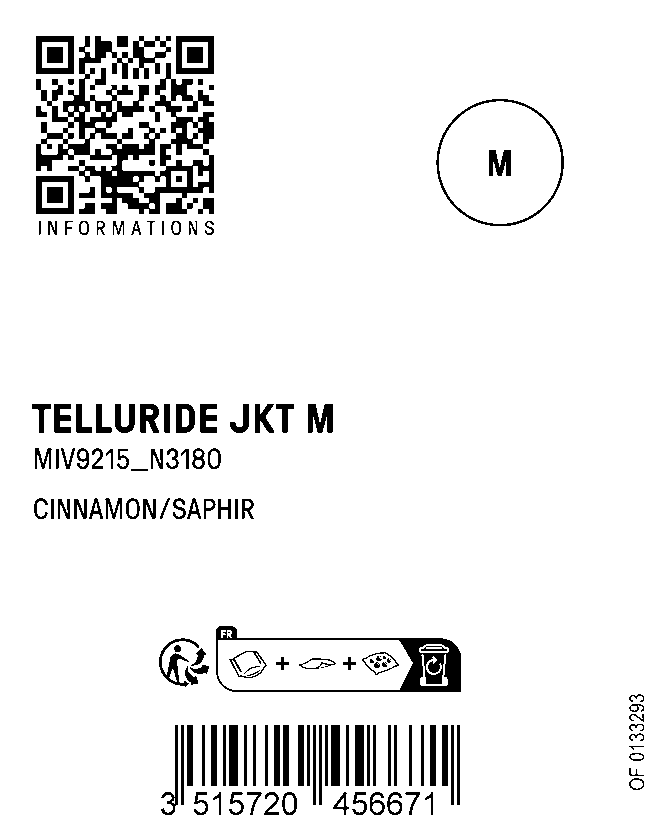 INFORMATIONS
M
TELLURIDE JKT M
MIV9215_N3180
CINNAMON/SAPHIR
FR
3 515720 456671
OF 0133293